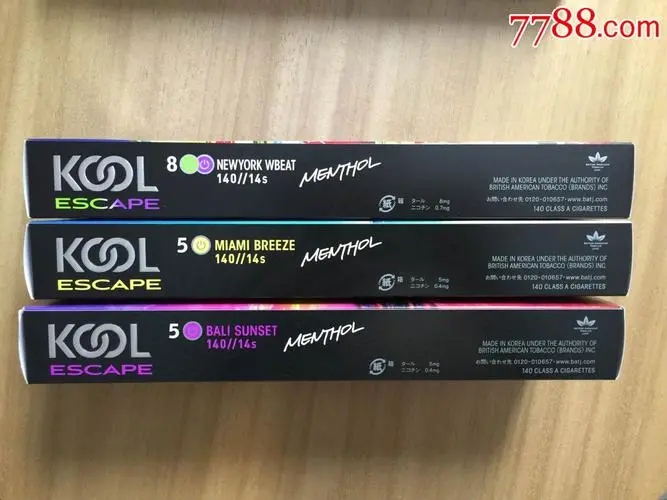 7788.com
KOOL
ESCAPE
8 NEWYORK WBEAT
140//14s
MENTHOL
紙 箱
タール 8mg
ニコチン 0.7mg
MADE IN KOREA UNDER THE AUTHORITY OF
BRITISH AMERICAN TOBACCO (BRANDS) INC
お問い合わせ先 0120-010657・www.batj.com
140 CLASS A CIGARETTES
KOOL
ESCAPE
5 MIAMI BREEZE
140//14s
MENTHOL
紙 箱
タール 5mg
ニコチン 0.4mg
MADE IN KOREA UNDER THE AUTHORITY OF
BRITISH AMERICAN TOBACCO (BRANDS) INC
お問い合わせ先 0120-010657・www.batj.com
140 CLASS A CIGARETTES
KOOL
ESCAPE
5 BALI SUNSET
140//14s
MENTHOL
紙 箱
タール 5mg
ニコチン 0.4mg
MADE IN KOREA UNDER THE AUTHORITY OF
BRITISH AMERICAN TOBACCO (BRANDS) INC
お問い合わせ先 0120-010657・www.batj.com
140 CLASS A CIGARETTES